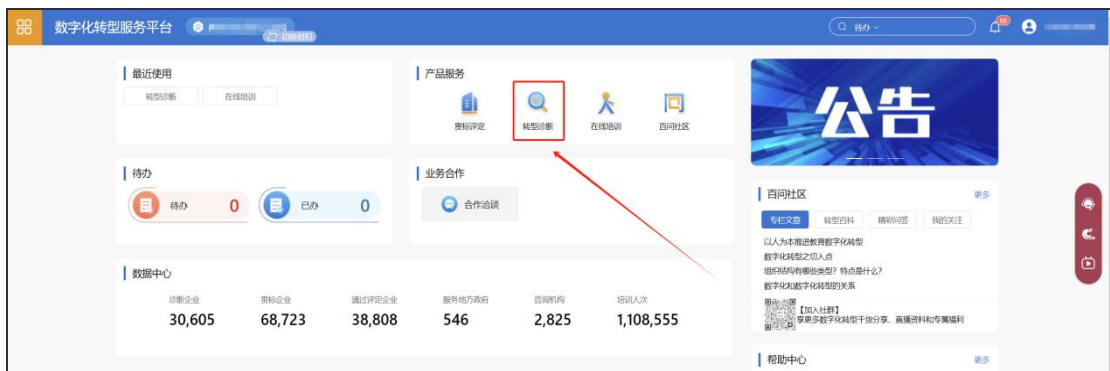 数字化转型服务平台
切换组织
待办
68
最近使用
转型诊断
在线培训
产品服务
贯标评定
转型诊断
在线培训
百问社区
公告
待办
待办
0
已办
0
业务合作
合作洽谈
百问社区
更多
专栏文章
转型百科
精彩问答
我的关注
以人为本推进教育数字化转型
数字化转型之切入点
组织结构有哪些类型？特点是什么？
数字化和数字化转型的关系
【加入社群】
享更多数字化转型干货分享、直播资料和专属福利
数据中心
诊断企业
贯标企业
通过评定企业
服务地方政府
咨询机构
培训人次
30,605
68,723
38,808
546
2,825
1,108,555
帮助中心
更多